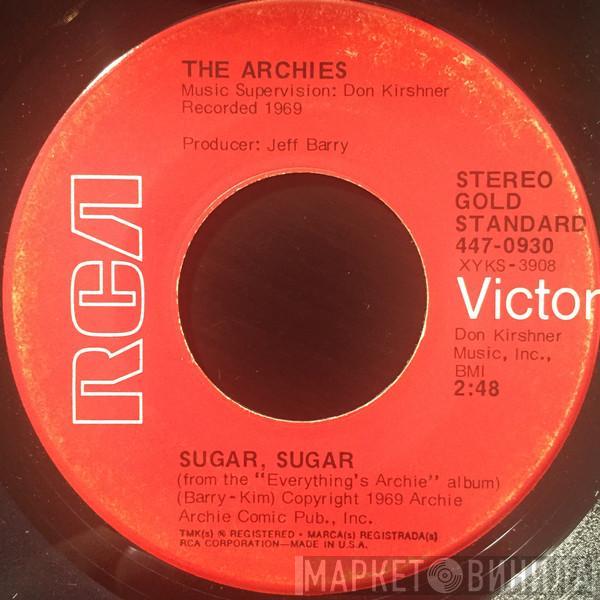 THE ARCHIES
Music Supervision: Don Kirshner
Recorded 1969
Producer: Jeff Barry
RCA
STEREO
GOLD
STANDARD
447-0930
XYKS-3908
Victor
Don Kirshner
Music, Inc.,
BMI
2:48
SUGAR, SUGAR
(from the "Everything's Archie" album)
(Barry-Kim) Copyright 1969 Archie
Archie Comic Pub., Inc.
TMK(s) ® REGISTERED • MARCA(s) REGISTRADA(s)
RCA CORPORATION—MADE IN U.S.A.
МАРКЕТ ВИНИЛА